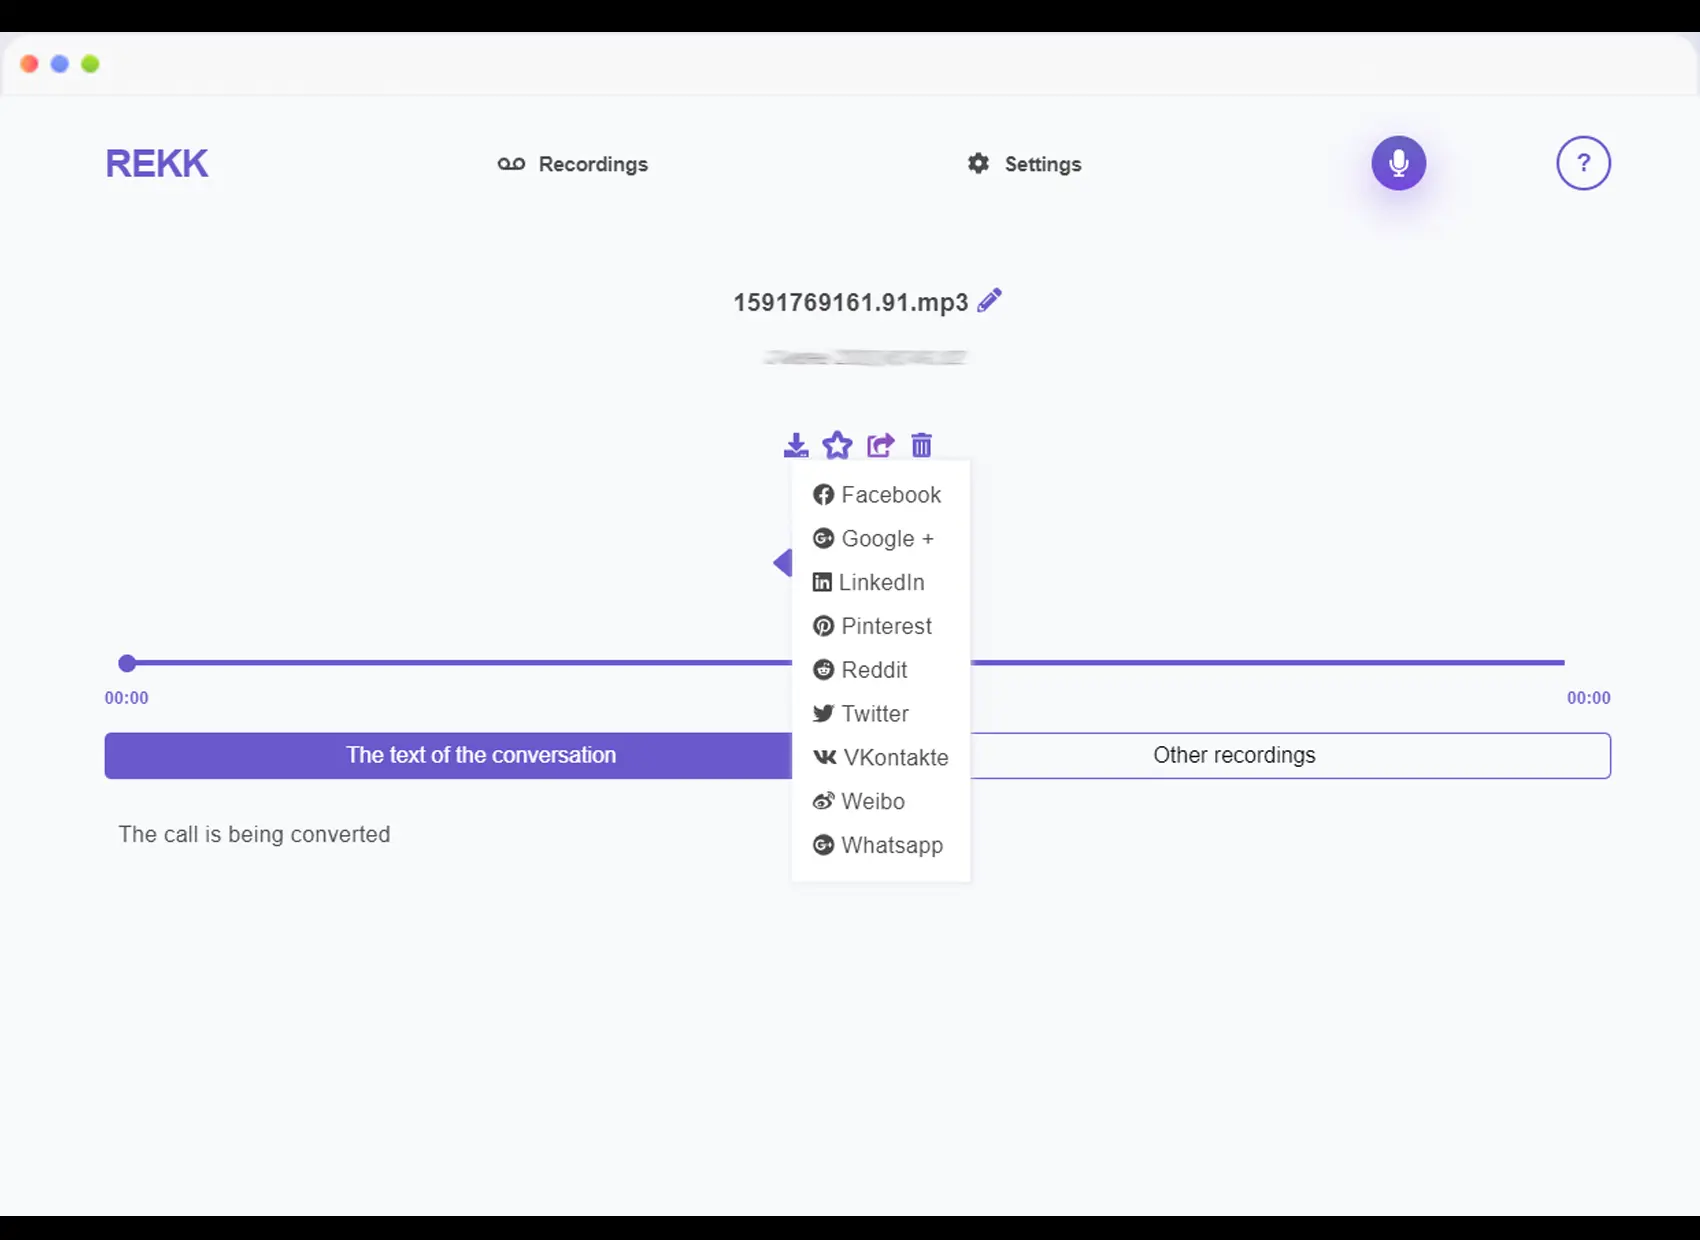 REKK
Recordings
Settings
?
1591769161.91.mp3
Facebook
Google +
LinkedIn
Pinterest
Reddit
Twitter
VKontakte
Weibo
Whatsapp
00:00
00:00
The text of the conversation
Other recordings
The call is being converted